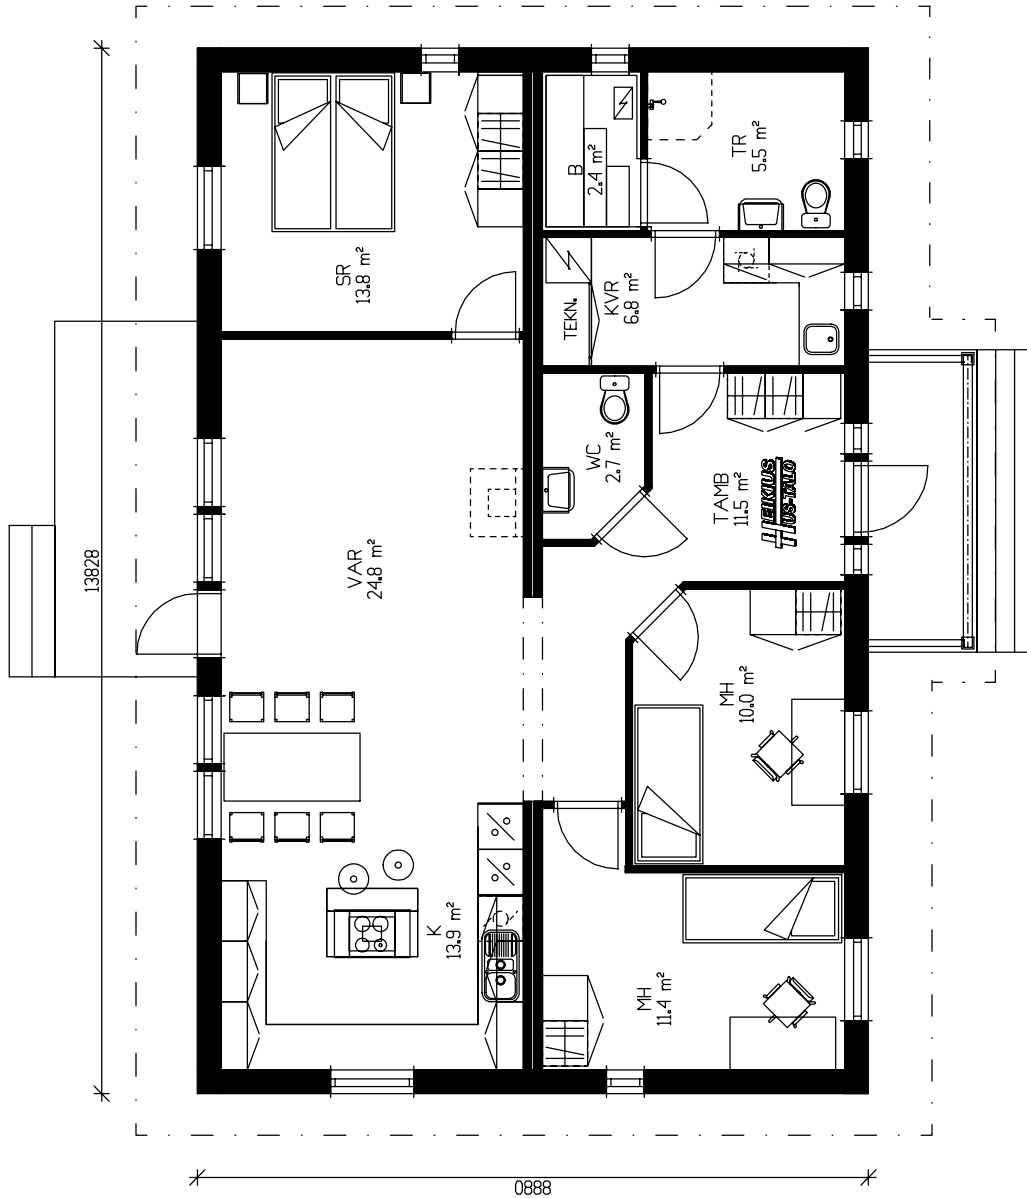 SR
13.8 m²
B
2.4 m²
TR
5.5 m²
TEKN.
KVR
6.8 m²
WC
2.7 m²
TAMB
11.5 m²
HEIKIUS
HUS-TALO
VAR
24.8 m²
13828
MH
10.0 m²
K
13.9 m²
MH
11.4 m²
8880